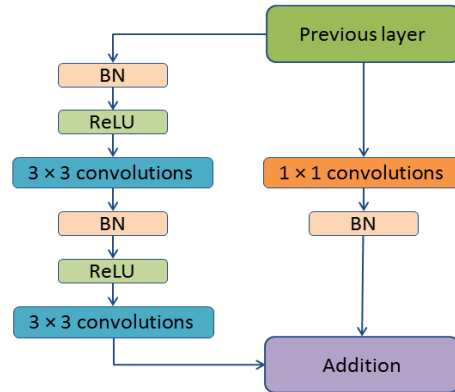 Previous layer
BN
ReLU
3 × 3 convolutions
1 × 1 convolutions
BN
BN
ReLU
3 × 3 convolutions
Addition